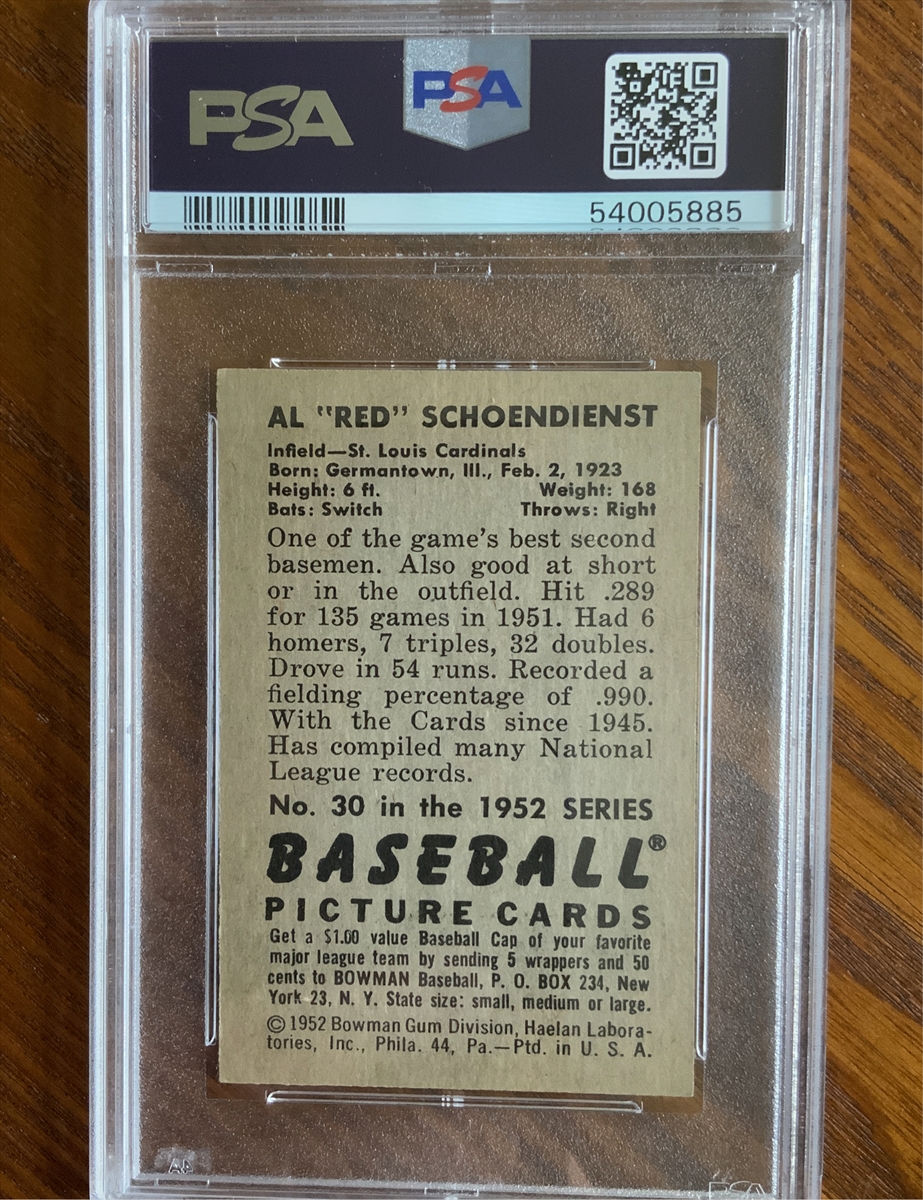 PSA
PSA
54005885
AL "RED" SCHOENDIENST
Infield—St. Louis Cardinals
Born: Germantown, Ill., Feb. 2, 1923
Height: 6 ft. Weight: 168
Bats: Switch Throws: Right
One of the game's best second
basemen. Also good at short
or in the outfield. Hit .289
for 135 games in 1951. Had 6
homers, 7 triples, 32 doubles.
Drove in 54 runs. Recorded a
fielding percentage of .990.
With the Cards since 1945.
Has compiled many National
League records.
No. 30 in the 1952 SERIES
BASEBALL®
PICTURE CARDS
Get a $1.00 value Baseball Cap of your favorite
major league team by sending 5 wrappers and 50
cents to BOWMAN Baseball, P. O. BOX 234, New
York 23, N. Y. State size: small, medium or large.
© 1952 Bowman Gum Division, Haelan Labora-
tories, Inc., Phila. 44, Pa.—Ptd. in U. S. A.
PSA